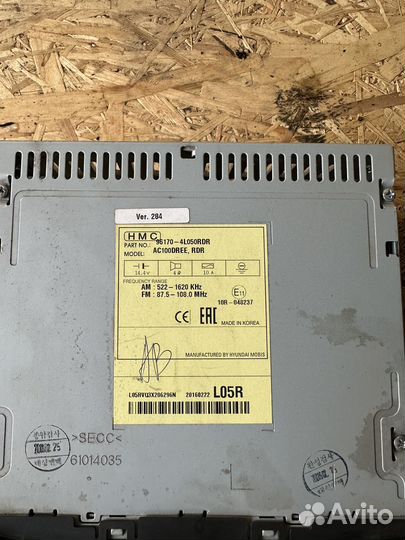 Ver. 284
HMC
PART NO.: 96170-4L050RDR
MODEL: AC100DREE, RDR
14.4V 4Ω 10A
FREQUENCY RANGE
AM : 522-1620 KHz
FM : 87.5-108.0 MHz
E11
10R-040237
CE EAC
MADE IN KOREA
MANUFACTURED BY HYUNDAI MOBIS
20160222 L05R
>SECC<
61014035
Avito